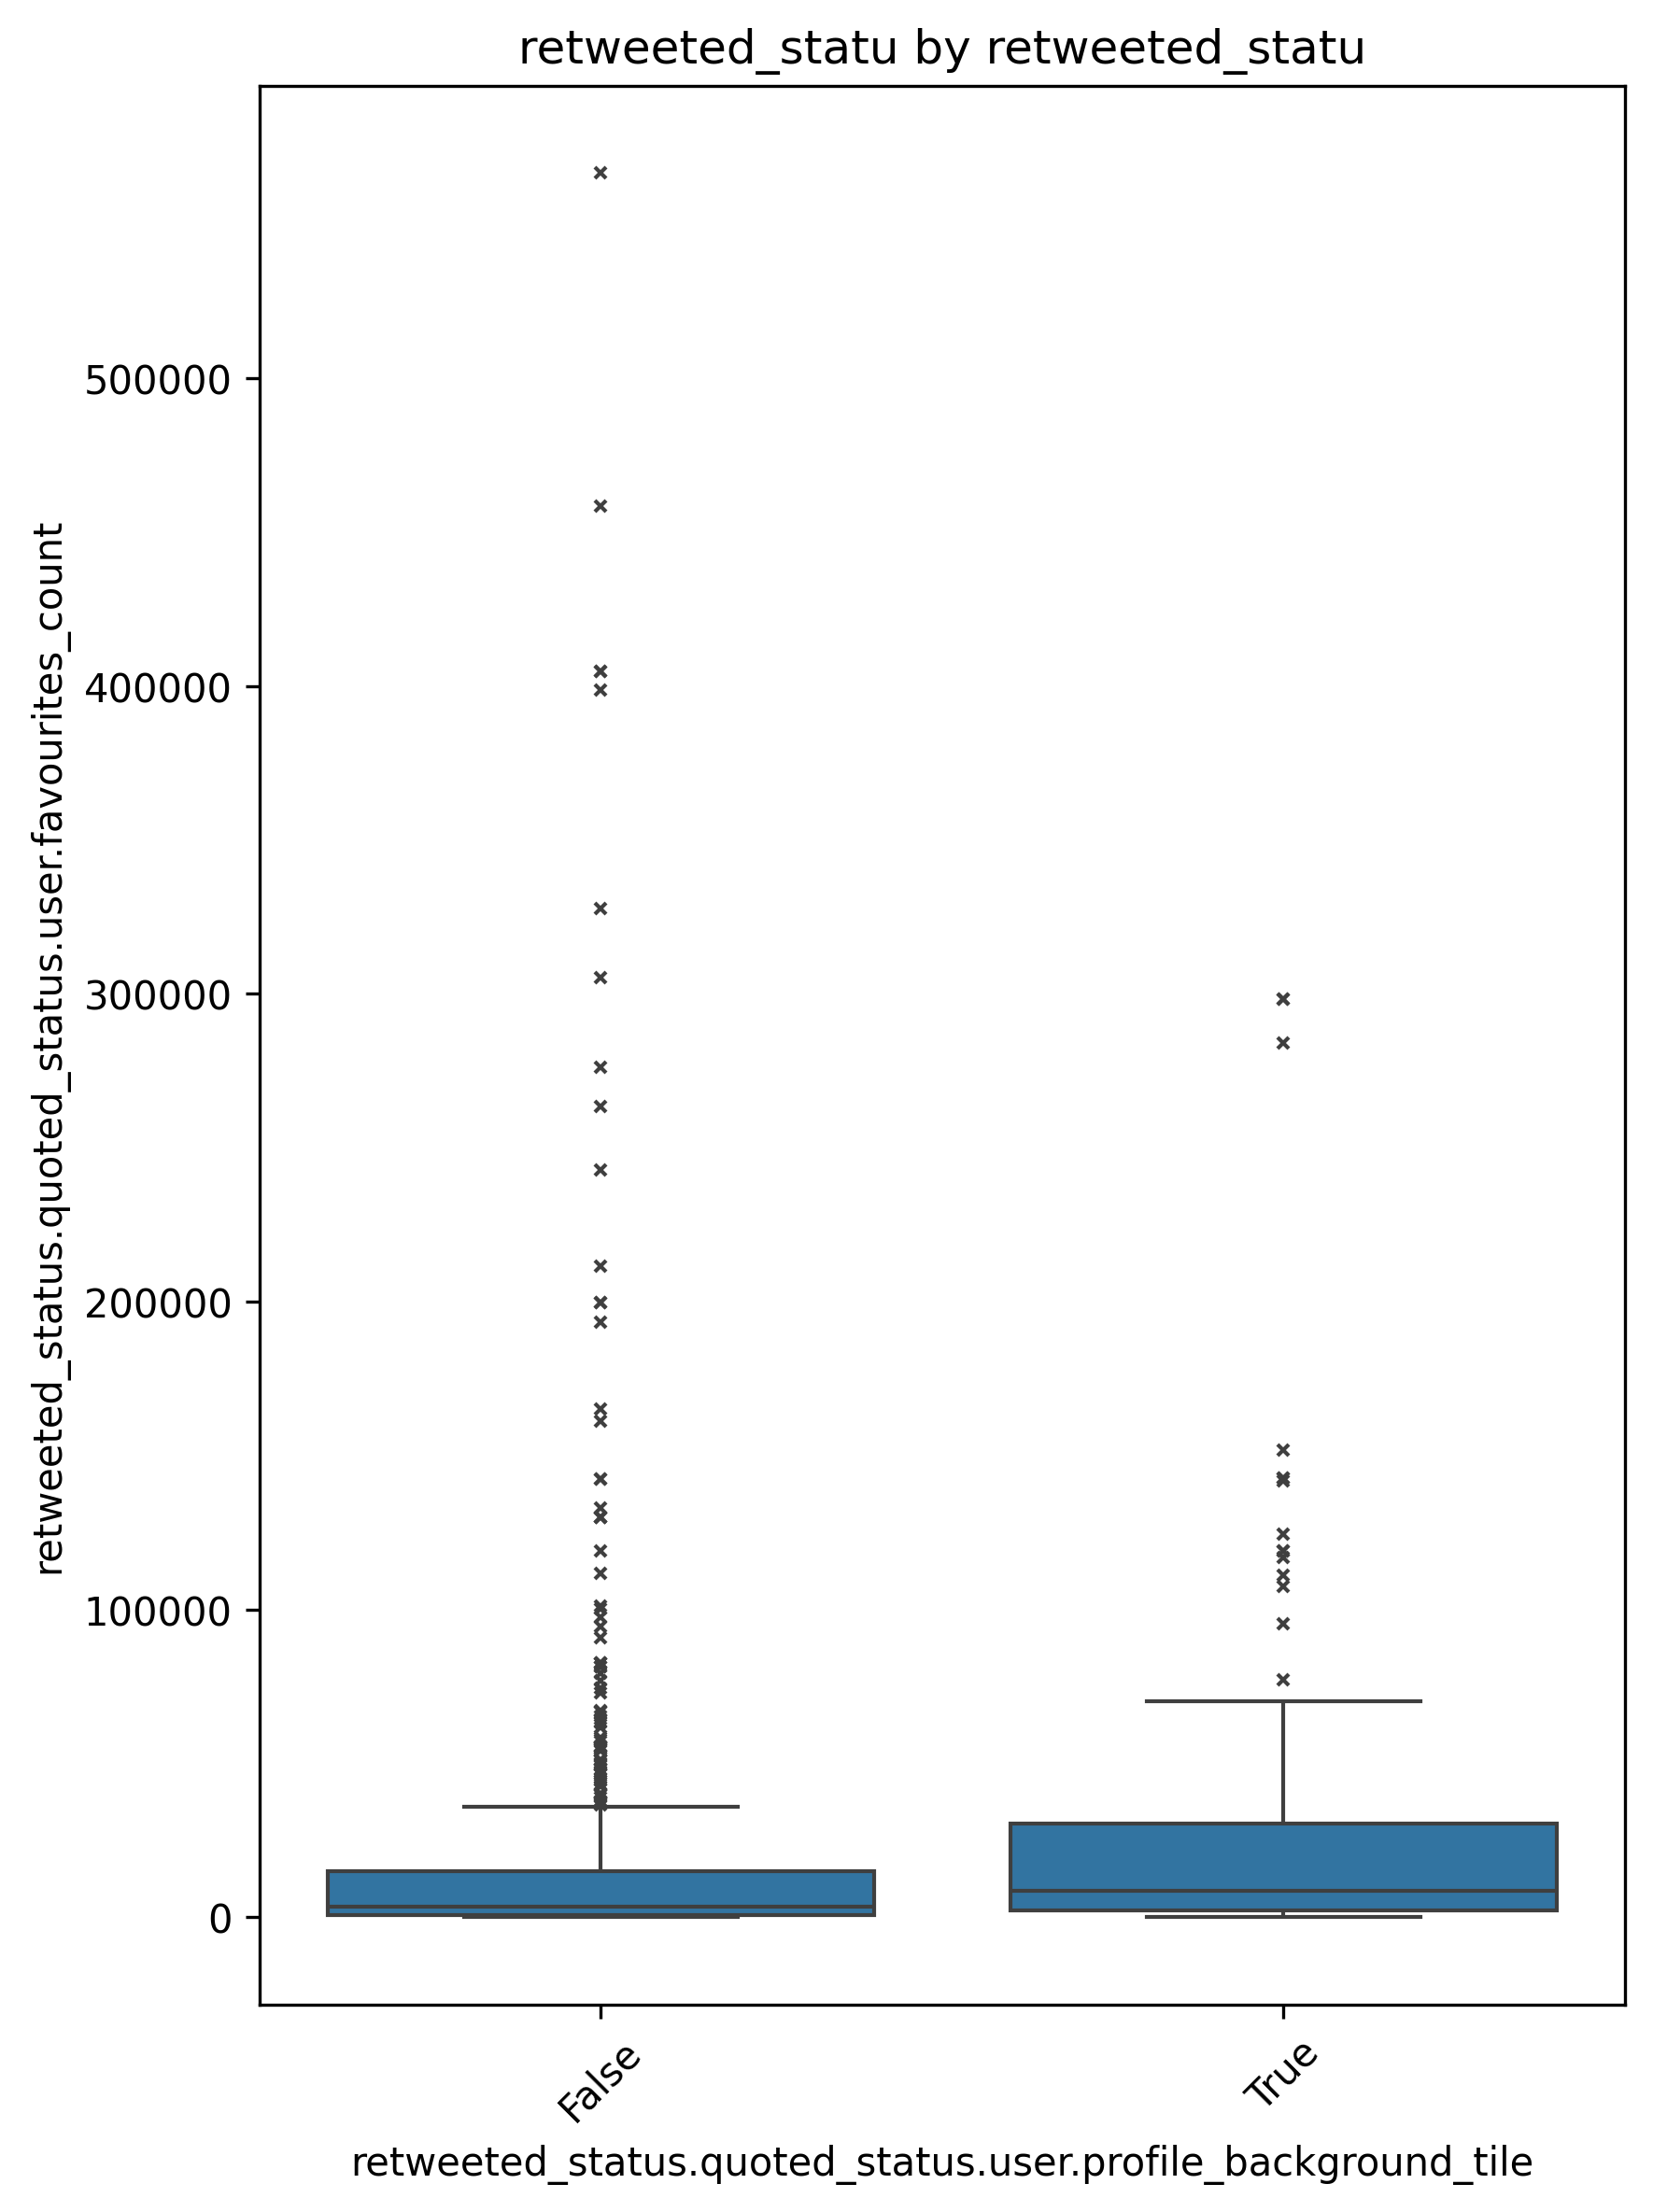 retweeted_statu by retweeted_statu
retweeted_status.quoted_status.user.favourites_count
500000
400000
300000
200000
100000
0
False
True
retweeted_status.quoted_status.user.profile_background_tile